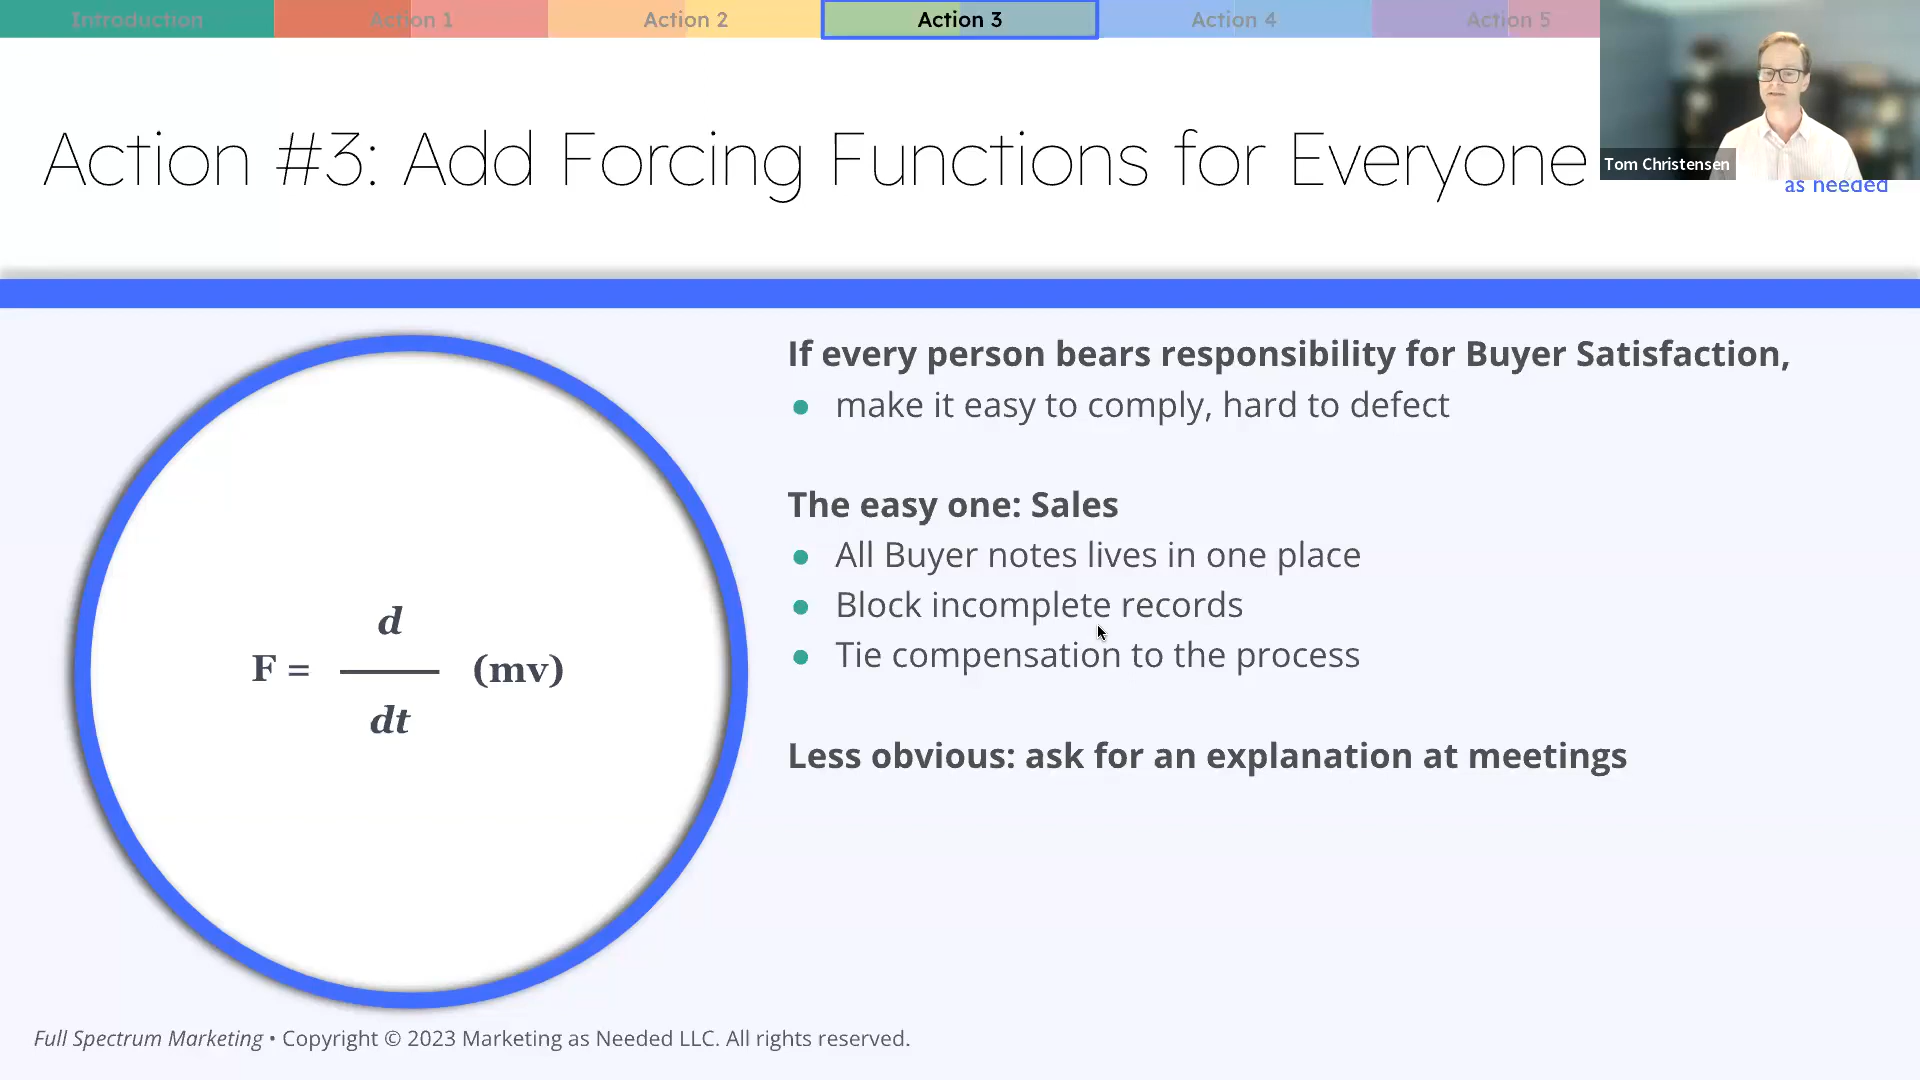 Introduction
Action 1
Action 2
Action 3
Action 4
Action 5
Action #3: Add Forcing Functions for Everyone
Tom Christensen
as needed
If every person bears responsibility for Buyer Satisfaction,
● make it easy to comply, hard to defect
The easy one: Sales
● All Buyer notes lives in one place
● Block incomplete records
● Tie compensation to the process
Less obvious: ask for an explanation at meetings
d
F = (mv)
dt
Full Spectrum Marketing • Copyright © 2023 Marketing as Needed LLC. All rights reserved.